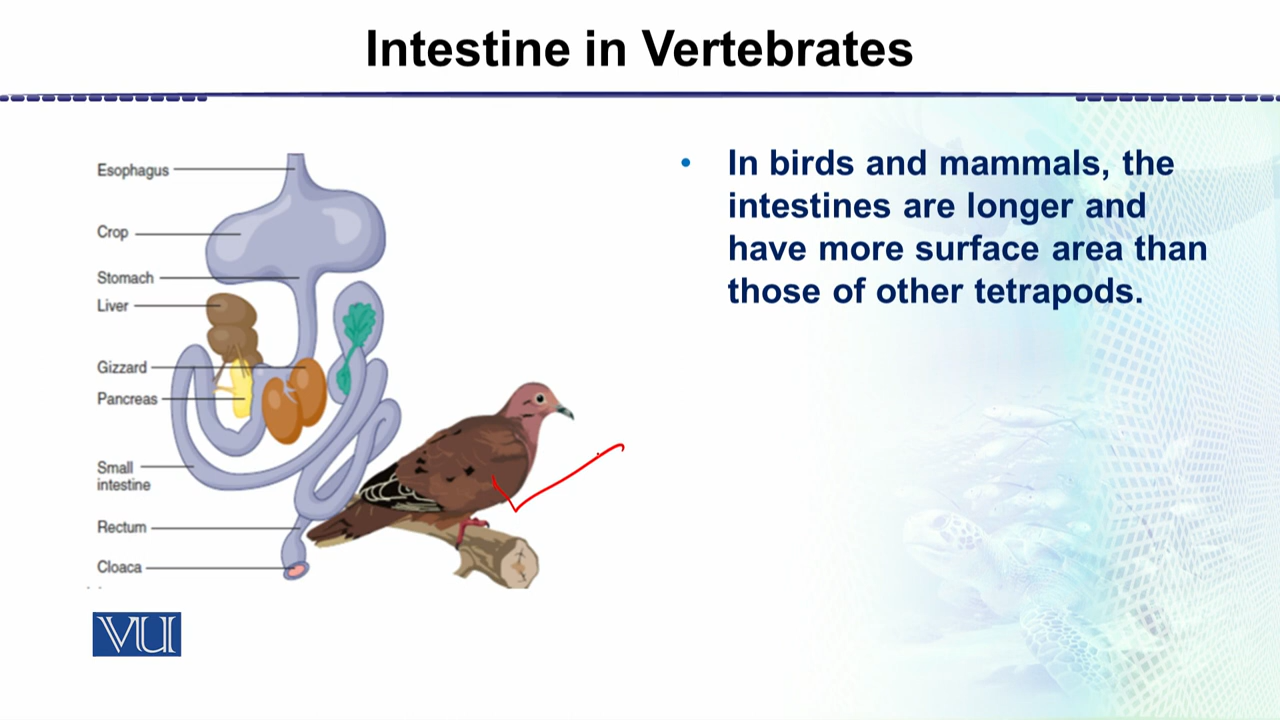 Intestine in Vertebrates
Esophagus
Crop
Stomach
Liver
Gizzard
Pancreas
Small
intestine
Rectum
Cloaca
• In birds and mammals, the
intestines are longer and
have more surface area than
those of other tetrapods.
VU